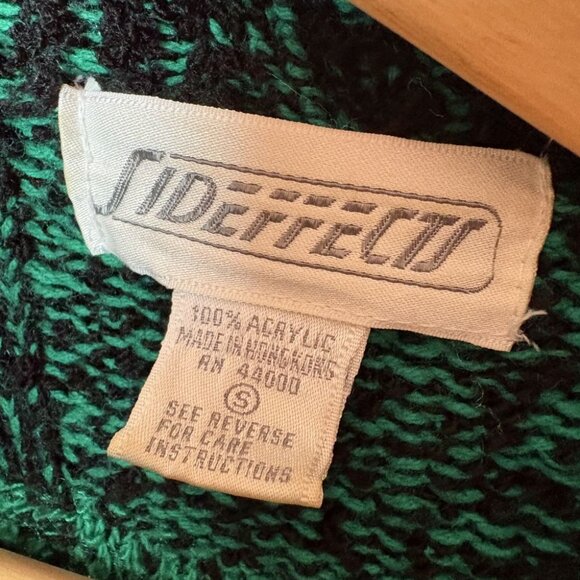 SIDEFFECTS
100% ACRYLIC
MADE IN HONG KONG
RN 44000
S
SEE REVERSE
FOR CARE
INSTRUCTIONS